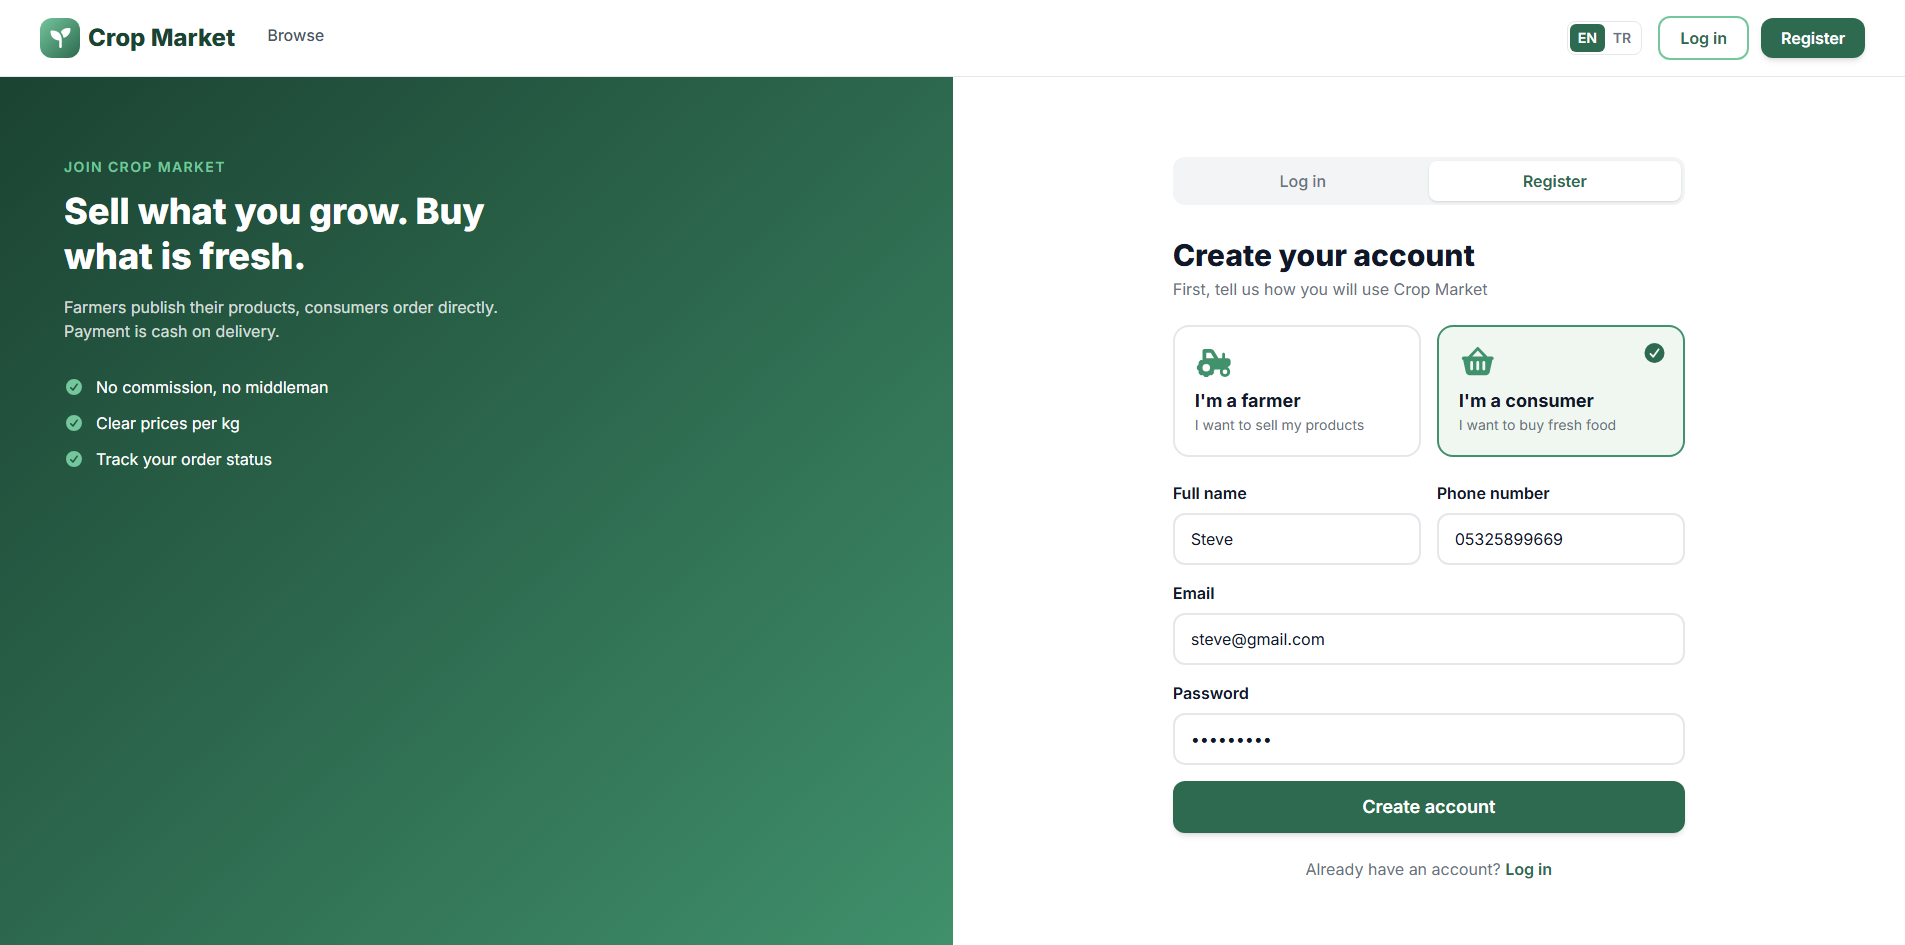 Crop Market
Browse
EN
TR
Log in
Register
JOIN CROP MARKET
Sell what you grow. Buy
what is fresh.
Farmers publish their products, consumers order directly.
Payment is cash on delivery.
No commission, no middleman
Clear prices per kg
Track your order status
Log in
Register
Create your account
First, tell us how you will use Crop Market
I'm a farmer
I want to sell my products
I'm a consumer
I want to buy fresh food
Full name
Phone number
Steve
05325899669
Email
steve@gmail.com
Password
•••••••••
Create account
Already have an account? Log in